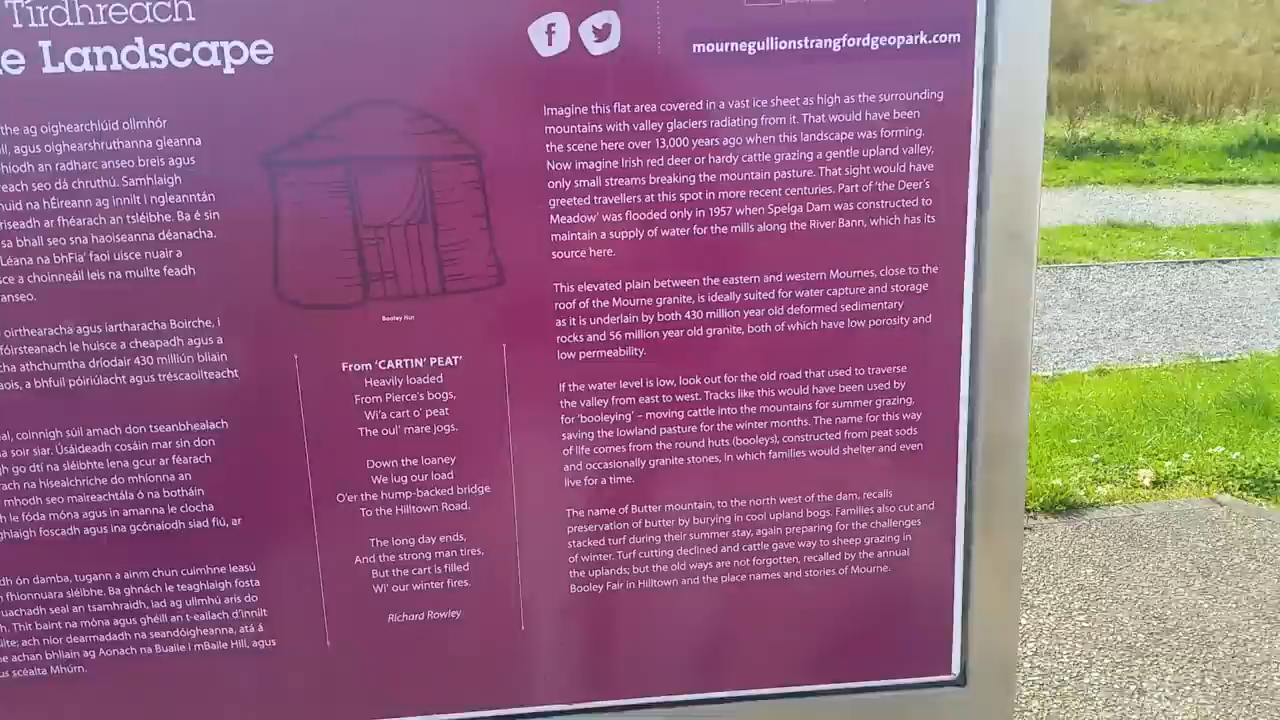 Tírdhreach
e Landscape
f
mournegullionstrangfordgeopark.com
the ag oighearchlúid ollmhór
ll, agus oighearshruthanna gleanna
híodh an radharc anseo breis agus
reach seo dá chruthú. Samhlaigh
huid na hÉireann ag innilt i ngleanntán
riseadh ar fhéarach an tsléibhe. Ba é sin
sa bhall seo sna haoiseanna déanacha.
Léana na bhFia' faoi uisce nuair a
sce a choinneáil leis na muilte feadh
anseo.
oirthearacha agus iartharacha Boirche, i
fóirsteanach le huisce a cheapadh agus a
cha athchumtha dríodair 430 milliún bliain
aois, a bhfuil póiriúlacht agus tréscaoilteacht
al, coinnigh súil amach don tseanbhealach
a soir siar. Úsáideadh cosáin mar sin don
gh go dtí na sléibhte lena gcur ar féarach
rach na hísealchríche do mhíonna an
mhodh seo maireachtála ó na botháin
h le fóda móna agus in amanna le clocha
ghlaigh foscadh agus ina gcónaíodh siad fiú, ar
dh ón damba, tugann a ainm chun cuimhne leasú
h fhionnuara sléibhe. Ba ghnách le teaghlaigh fosta
uachadh seal an tsamhraidh, iad ag ullmhú arís do
h. Thit baint na móna agus ghéill an t-eallach d'innilt
ilte; ach níor dearmadadh na seandóigheanna, atá á
ne achan bhliain ag Aonach na Buaile i mBaile Hill, agus
us scéalta Mhúrn.
Booley Hut
From 'CARTIN' PEAT'
Heavily loaded
From Pierce's bogs,
Wi'a cart o' peat
The oul' mare jogs.
Down the loaney
We lug our load
O'er the hump-backed bridge
To the Hilltown Road.
The long day ends,
And the strong man tires,
But the cart is filled
Wi' our winter fires.
Richard Rowley
Imagine this flat area covered in a vast ice sheet as high as the surrounding
mountains with valley glaciers radiating from it. That would have been
the scene here over 13,000 years ago when this landscape was forming.
Now imagine Irish red deer or hardy cattle grazing a gentle upland valley,
only small streams breaking the mountain pasture. That sight would have
greeted travellers at this spot in more recent centuries. Part of 'the Deer's
Meadow' was flooded only in 1957 when Spelga Dam was constructed to
maintain a supply of water for the mills along the River Bann, which has its
source here.
This elevated plain between the eastern and western Mournes, close to the
roof of the Mourne granite, is ideally suited for water capture and storage
as it is underlain by both 430 million year old deformed sedimentary
rocks and 56 million year old granite, both of which have low porosity and
low permeability.
If the water level is low, look out for the old road that used to traverse
the valley from east to west. Tracks like this would have been used by
for 'booleying' – moving cattle into the mountains for summer grazing,
saving the lowland pasture for the winter months. The name for this way
of life comes from the round huts (booleys), constructed from peat sods
and occasionally granite stones, in which families would shelter and even
live for a time.
The name of Butter mountain, to the north west of the dam, recalls
preservation of butter by burying in cool upland bogs. Families also cut and
stacked turf during their summer stay, again preparing for the challenges
of winter. Turf cutting declined and cattle gave way to sheep grazing in
the uplands; but the old ways are not forgotten, recalled by the annual
Booley Fair in Hilltown and the place names and stories of Mourne.